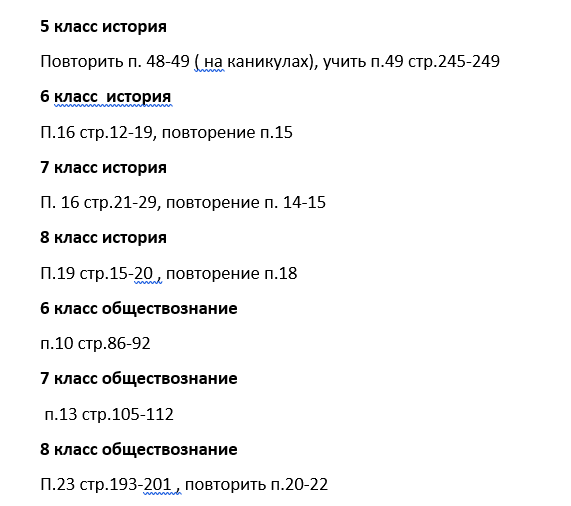 5 класс история
Повторить п. 48-49 ( на каникулах), учить п.49 стр.245-249
6 класс  история
П.16 стр.12-19, повторение п.15
7 класс история
П. 16 стр.21-29, повторение п. 14-15
8 класс история
П.19 стр.15-20 , повторение п.18
6 класс обществознание
п.10 стр.86-92
7 класс обществознание
п.13 стр.105-112
8 класс обществознание
П.23 стр.193-201 , повторить п.20-22